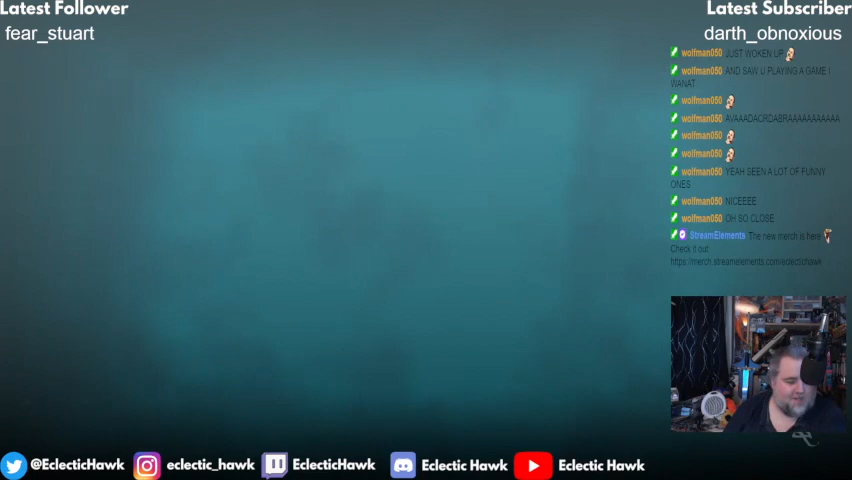 Latest Follower
fear_stuart
Latest Subscriber
darth_obnoxious
wolfman050 JUST WOKEN UP
wolfman050 AND SAW U PLAYING A GAME I
WANAT
wolfman050
wolfman050 AVAAADACRDABRAAAAAAAAAAA
wolfman050
wolfman050
wolfman050 YEAH SEEN A LOT OF FUNNY
ONES
wolfman050 NICEEEE
wolfman050 OH SO CLOSE
StreamElements The new merch is here
Check it out:
https://merch.streamelements.com/eclectichawk
@EclecticHawk
eclectic_hawk
EclecticHawk
Eclectic Hawk
Eclectic Hawk